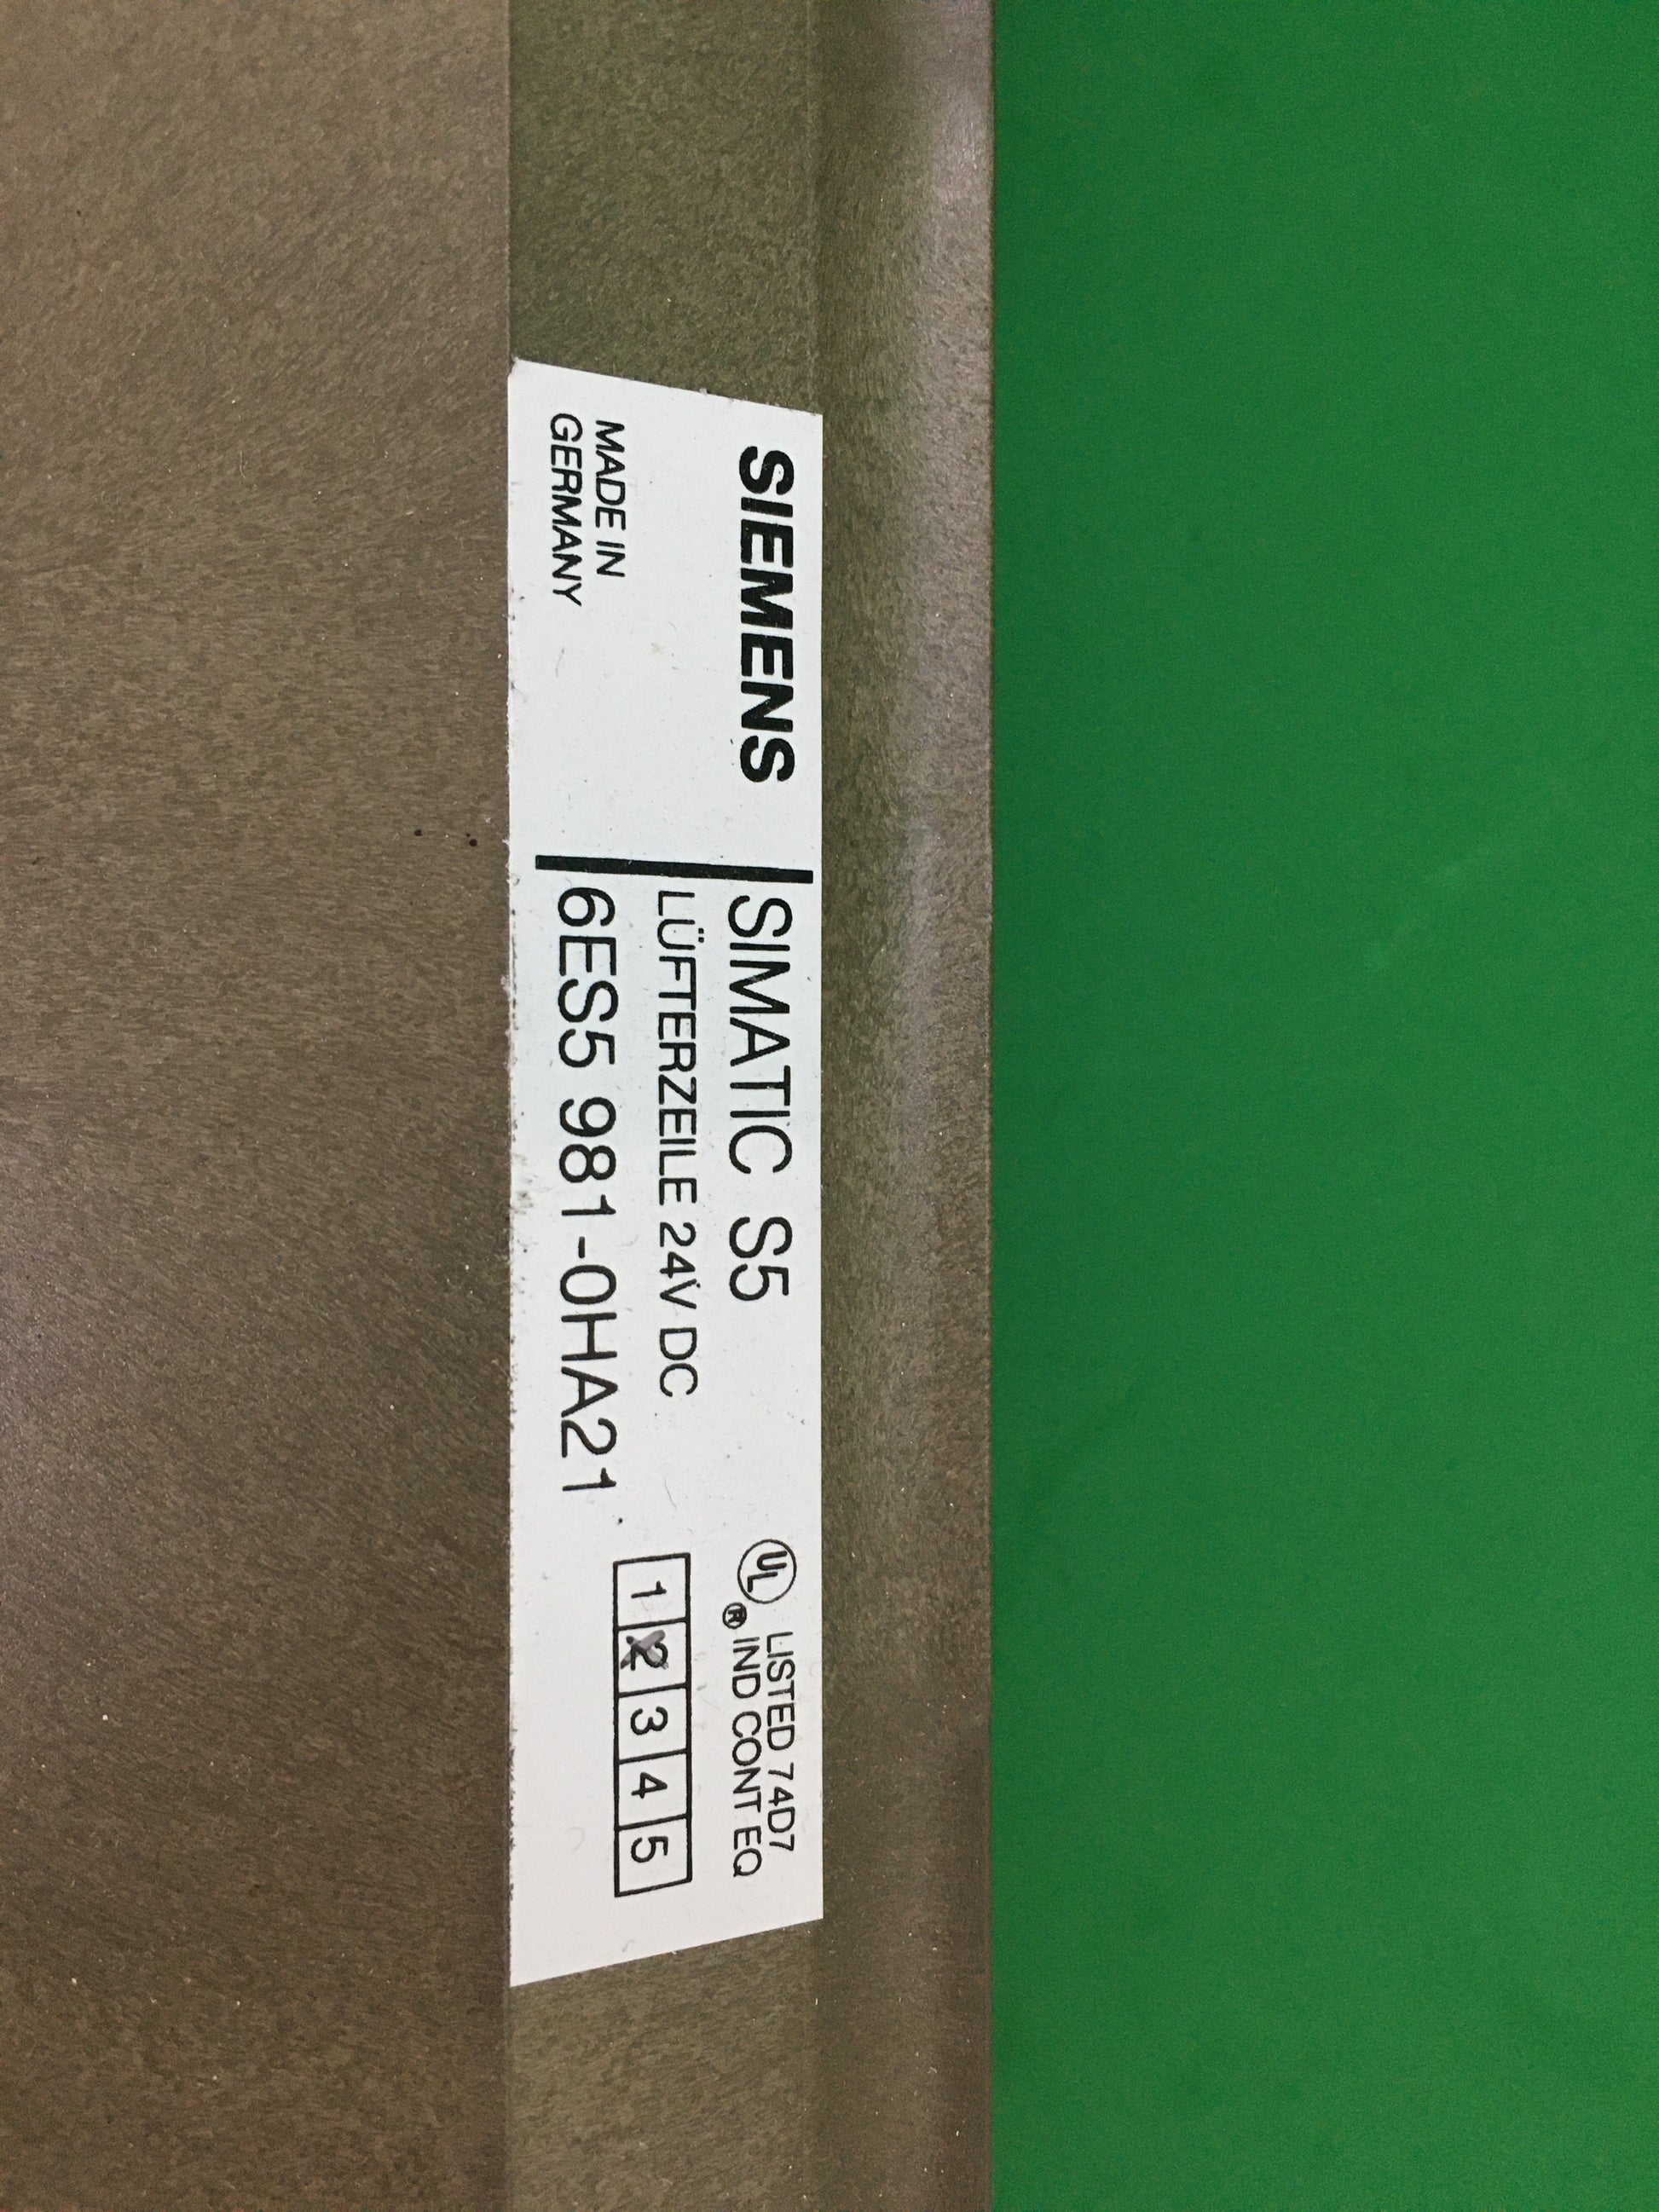 SIEMENS
MADE IN
GERMANY
SIMATIC S5
LÜFTERZEILE 24V DC
6ES5 981-0HA21
UL® LISTED 74D7
IND CONT EQ
1 2 3 4 5